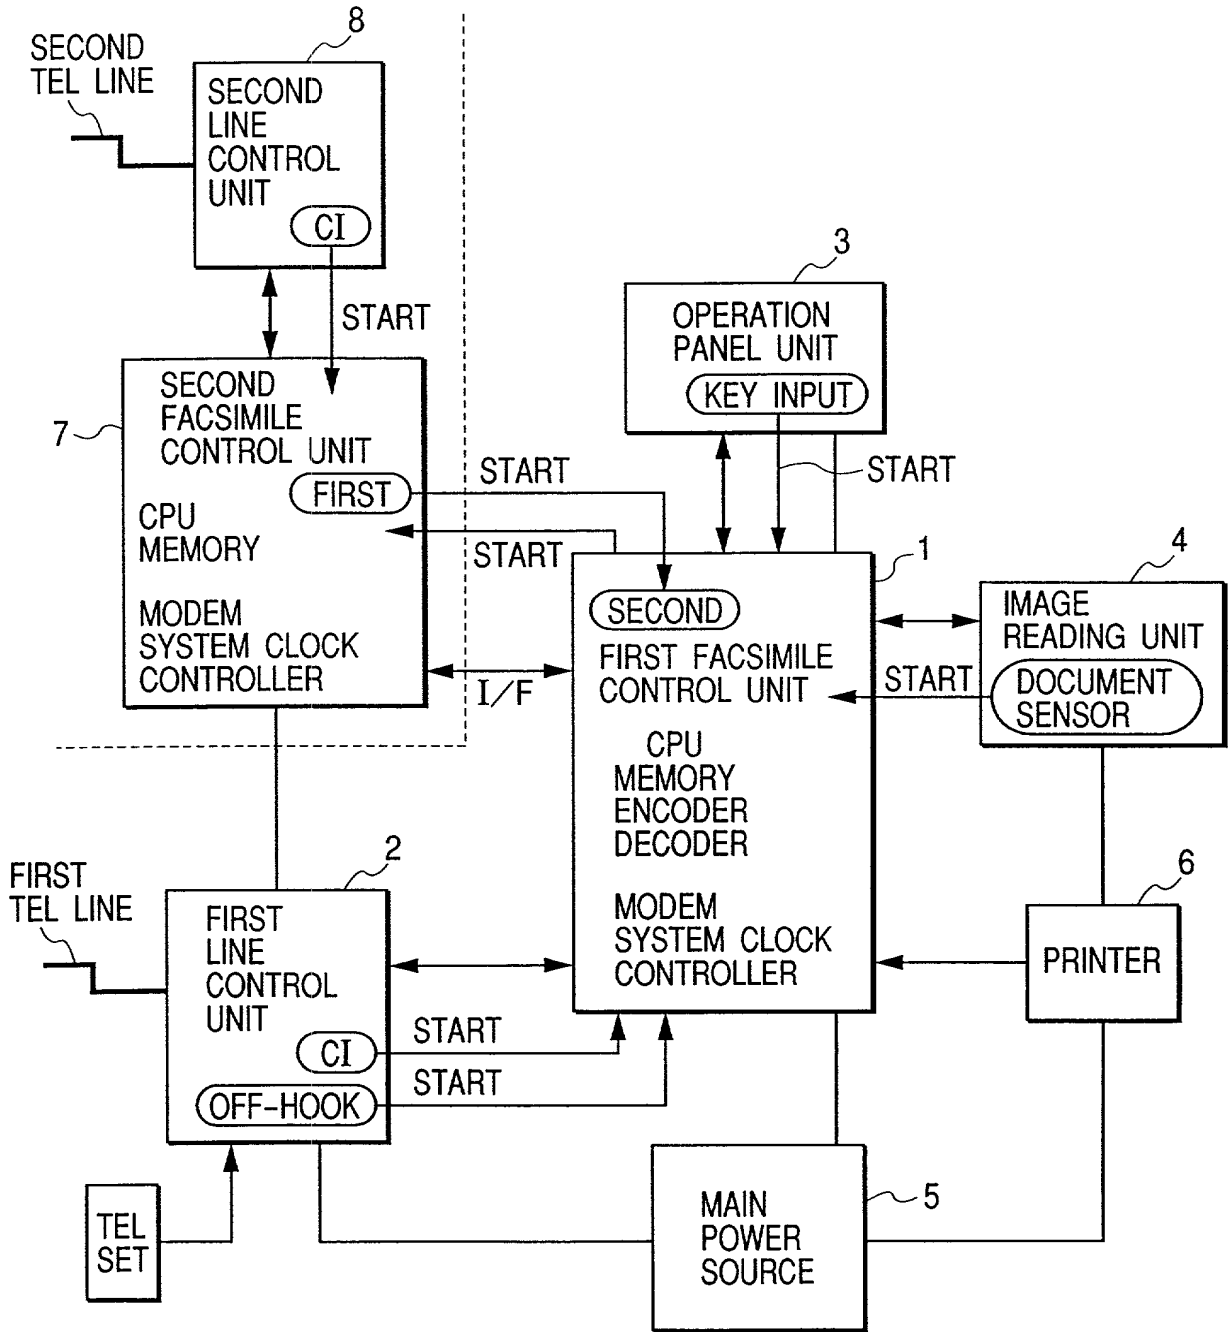 8
SECOND
TEL LINE
SECOND
LINE
CONTROL
UNIT
CI
START
7
SECOND
FACSIMILE
CONTROL UNIT
FIRST
CPU
MEMORY
MODEM
SYSTEM CLOCK
CONTROLLER
START
START
I/F
3
OPERATION
PANEL UNIT
KEY INPUT
START
1
SECOND
FIRST FACSIMILE
CONTROL UNIT
CPU
MEMORY
ENCODER
DECODER
MODEM
SYSTEM CLOCK
CONTROLLER
4
IMAGE
READING UNIT
DOCUMENT
SENSOR
START
6
PRINTER
FIRST
TEL LINE
2
FIRST
LINE
CONTROL
UNIT
CI
OFF-HOOK
START
START
TEL
SET
5
MAIN
POWER
SOURCE